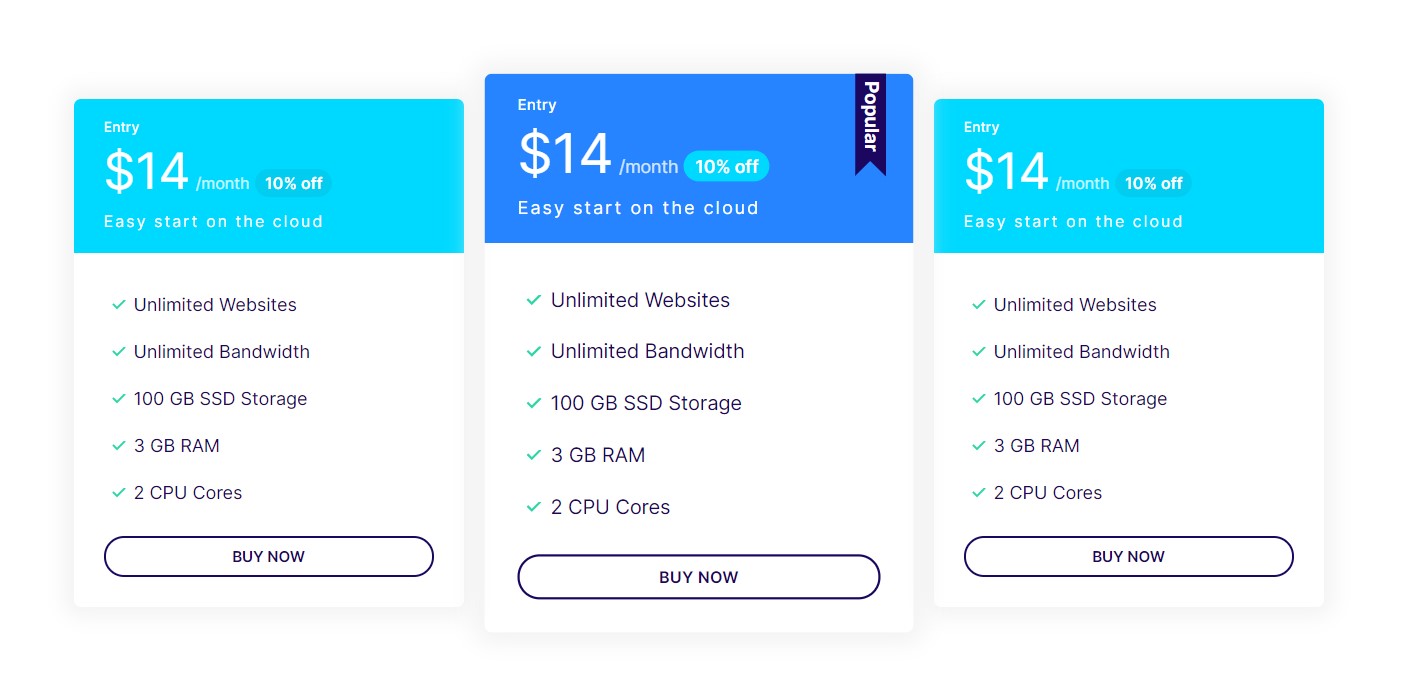 Entry
$14 /month 10% off
Easy start on the cloud
Unlimited Websites
Unlimited Bandwidth
100 GB SSD Storage
3 GB RAM
2 CPU Cores
BUY NOW
Popular
Entry
$14 /month 10% off
Easy start on the cloud
Unlimited Websites
Unlimited Bandwidth
100 GB SSD Storage
3 GB RAM
2 CPU Cores
BUY NOW
Entry
$14 /month 10% off
Easy start on the cloud
Unlimited Websites
Unlimited Bandwidth
100 GB SSD Storage
3 GB RAM
2 CPU Cores
BUY NOW